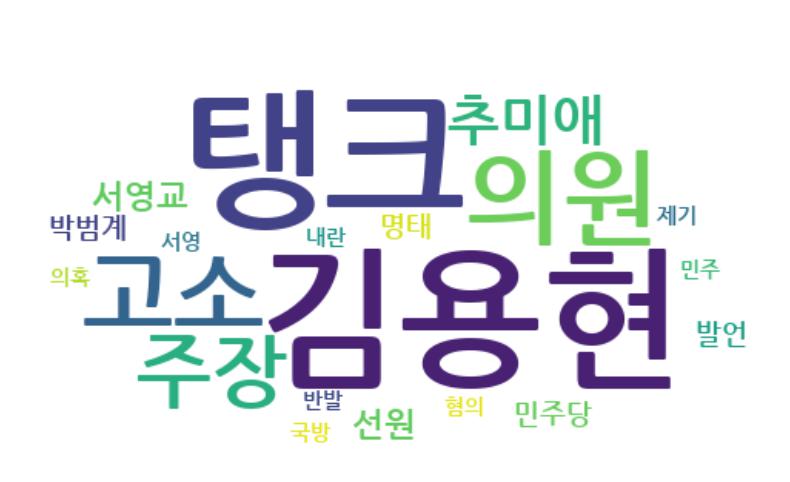 탱크
추미애
의원
서영교
박범계
서영
내란
명태
제기
의혹
고소
김용현
민주
주장
발언
반발
국방
선원
혐의
민주당